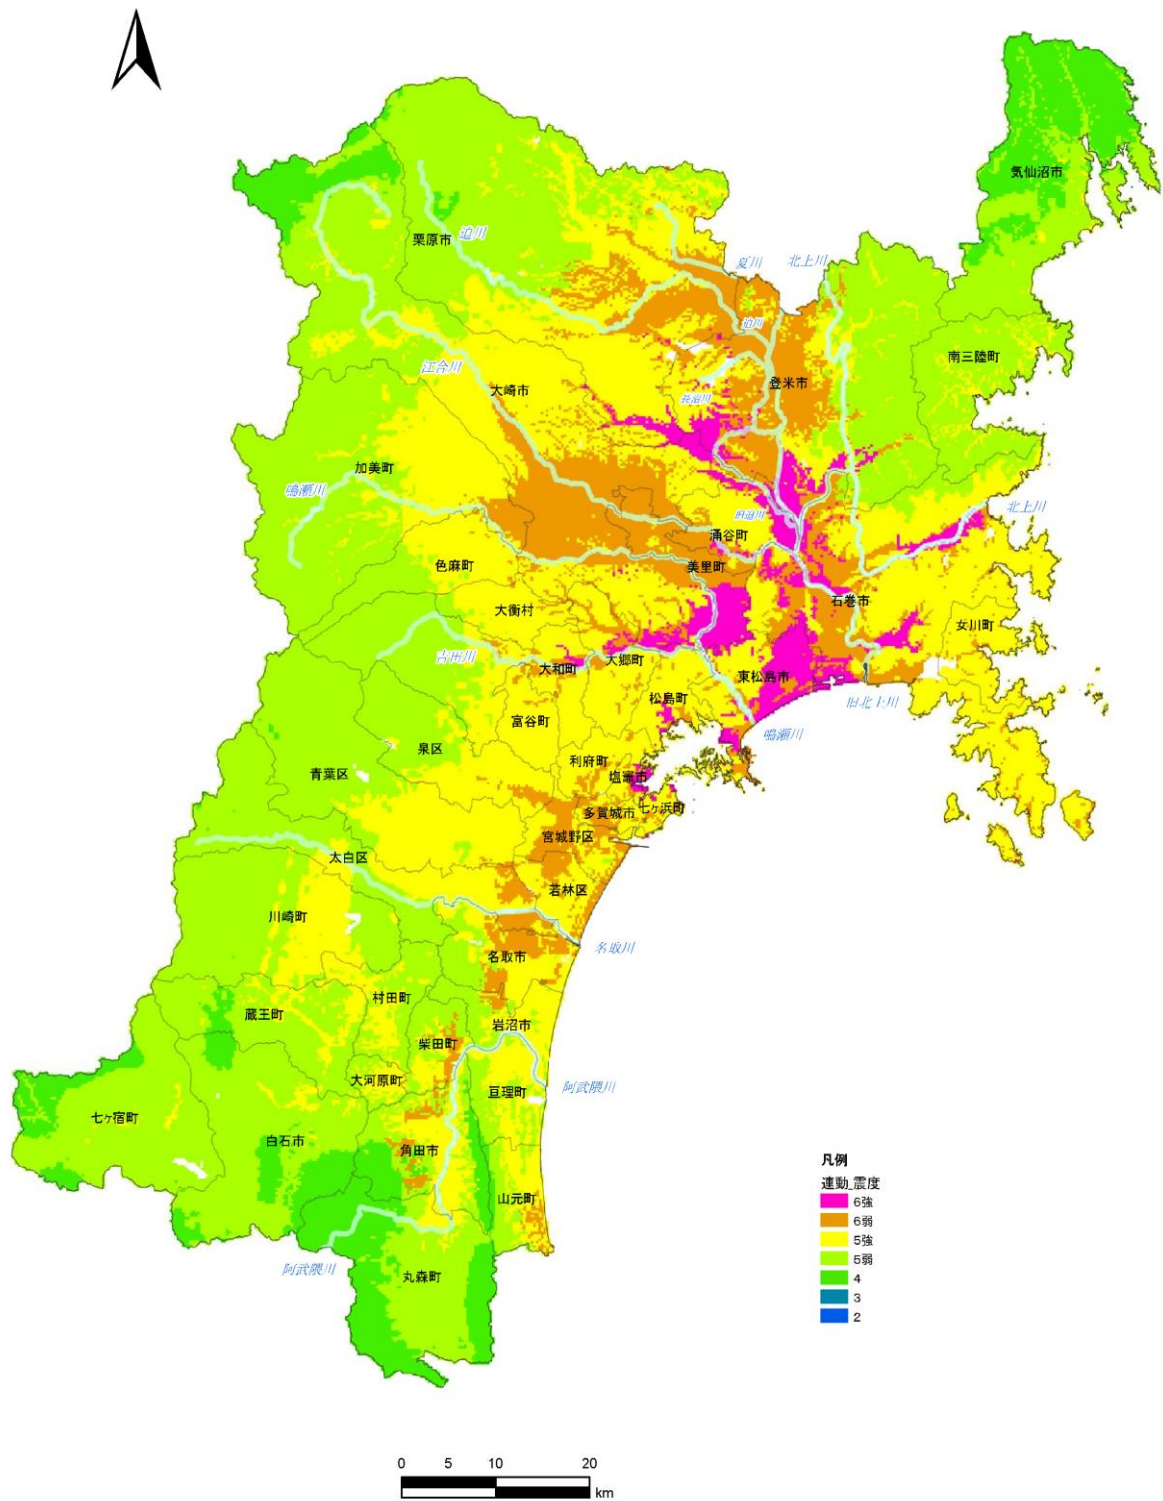 気仙沼市
栗原市
迫川
夏川
北上川
迫川
南三陸町
江合川
大崎市
登米市
長沼川
加美町
鳴瀬川
北上川
旧迫川
涌谷町
色麻町
美里町
大衡村
石巻市
女川町
吉田川
大和町
大郷町
東松島市
松島町
旧北上川
富谷町
鳴瀬川
泉区
利府町
青葉区
塩竈市
多賀城市
七ヶ浜町
宮城野区
太白区
若林区
川崎町
名取川
名取市
村田町
蔵王町
岩沼市
柴田町
大河原町
阿武隈川
亘理町
七ヶ宿町
白石市
角田市
山元町
阿武隈川
丸森町
凡例
連動_震度
6強
6弱
5強
5弱
4
3
2
0 5 10 20
km